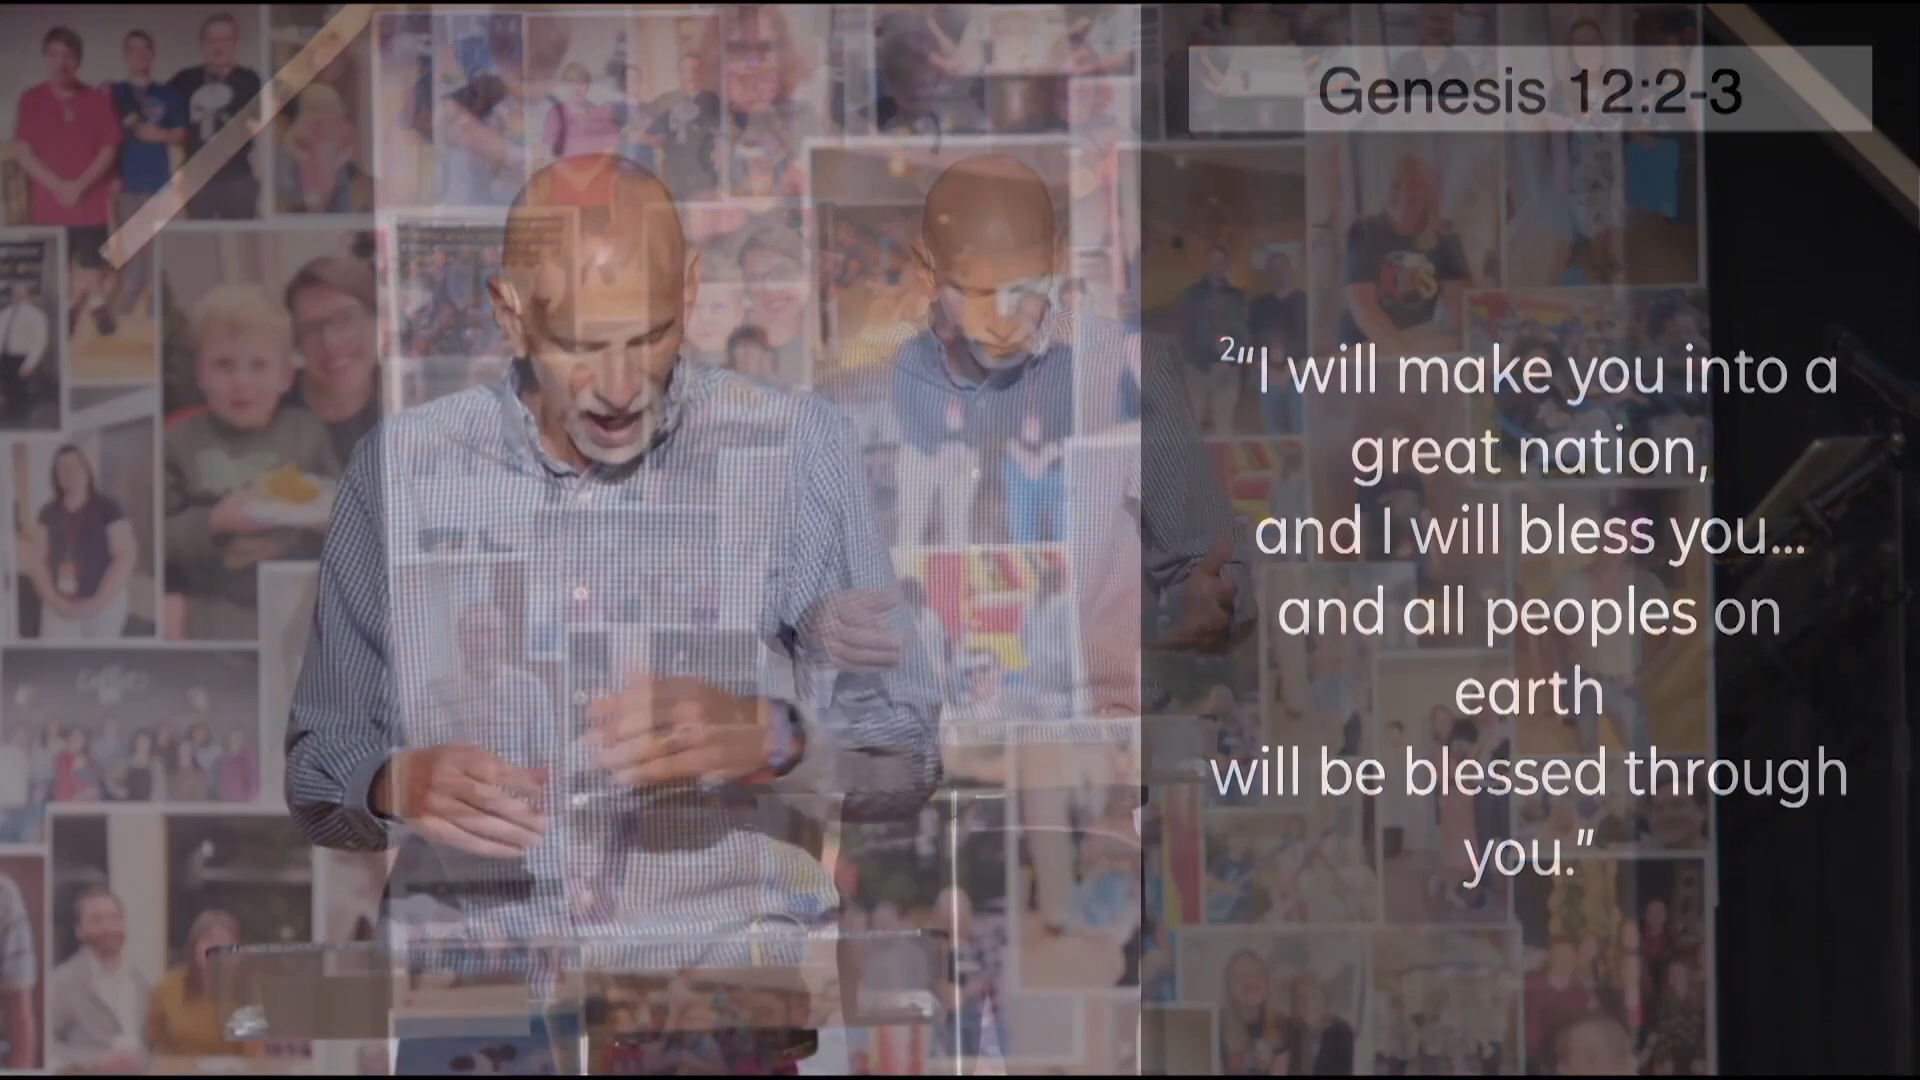 Genesis 12:2-3
²“I will make you into a
great nation,
and I will bless you...
and all peoples on
earth
will be blessed through
you.”